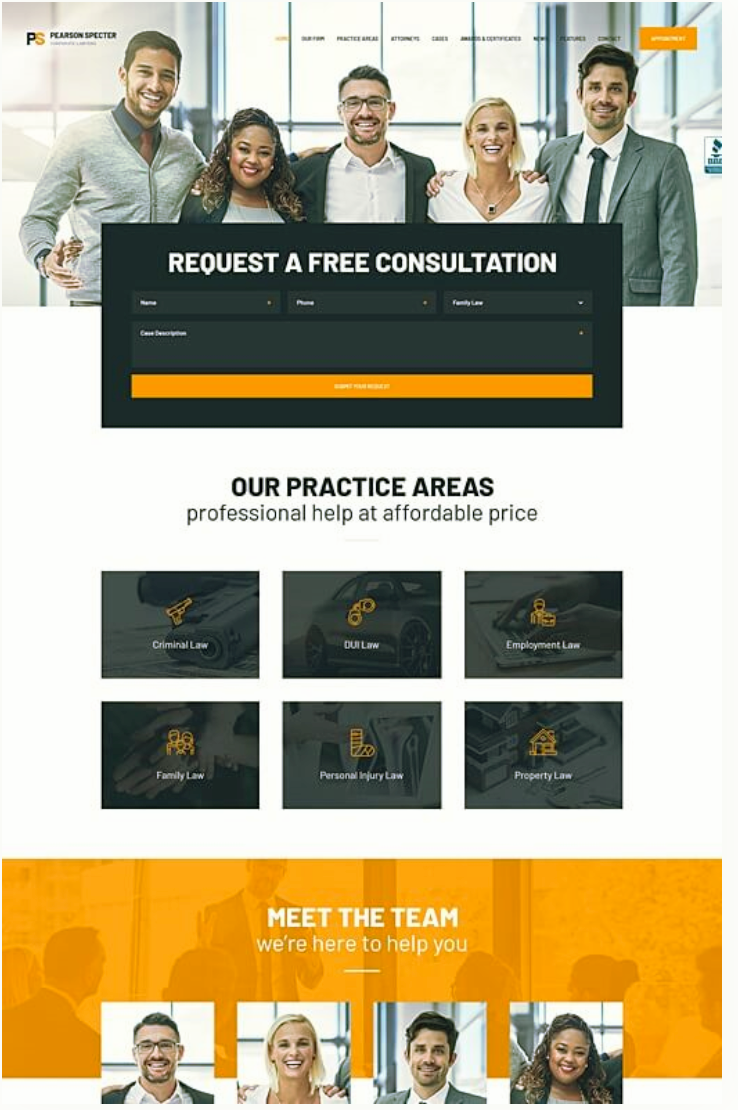 PS PEARSON SPECTER
CORPORATE LAWYERS
HOME OUR FIRM PRACTICE AREAS ATTORNEYS CASES AWARDS & CERTIFICATES NEWS FEATURES CONTACT APPOINTMENT
REQUEST A FREE CONSULTATION
Name * Phone * Family Law
Case Description *
SUBMIT YOUR REQUEST
OUR PRACTICE AREAS
professional help at affordable price
Criminal Law DUI Law Employment Law
Family Law Personal Injury Law Property Law
MEET THE TEAM
we're here to help you